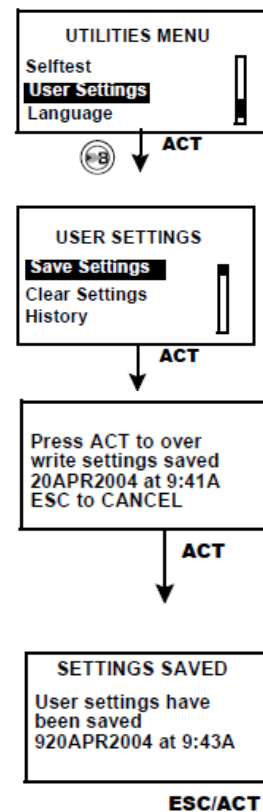 UTILITIES MENU
Selftest
User Settings
Language
ACT
USER SETTINGS
Save Settings
Clear Settings
History
ACT
Press ACT to over
write settings saved
20APR2004 at 9:41A
ESC to CANCEL
ACT
SETTINGS SAVED
User settings have
been saved
920APR2004 at 9:43A
ESC/ACT